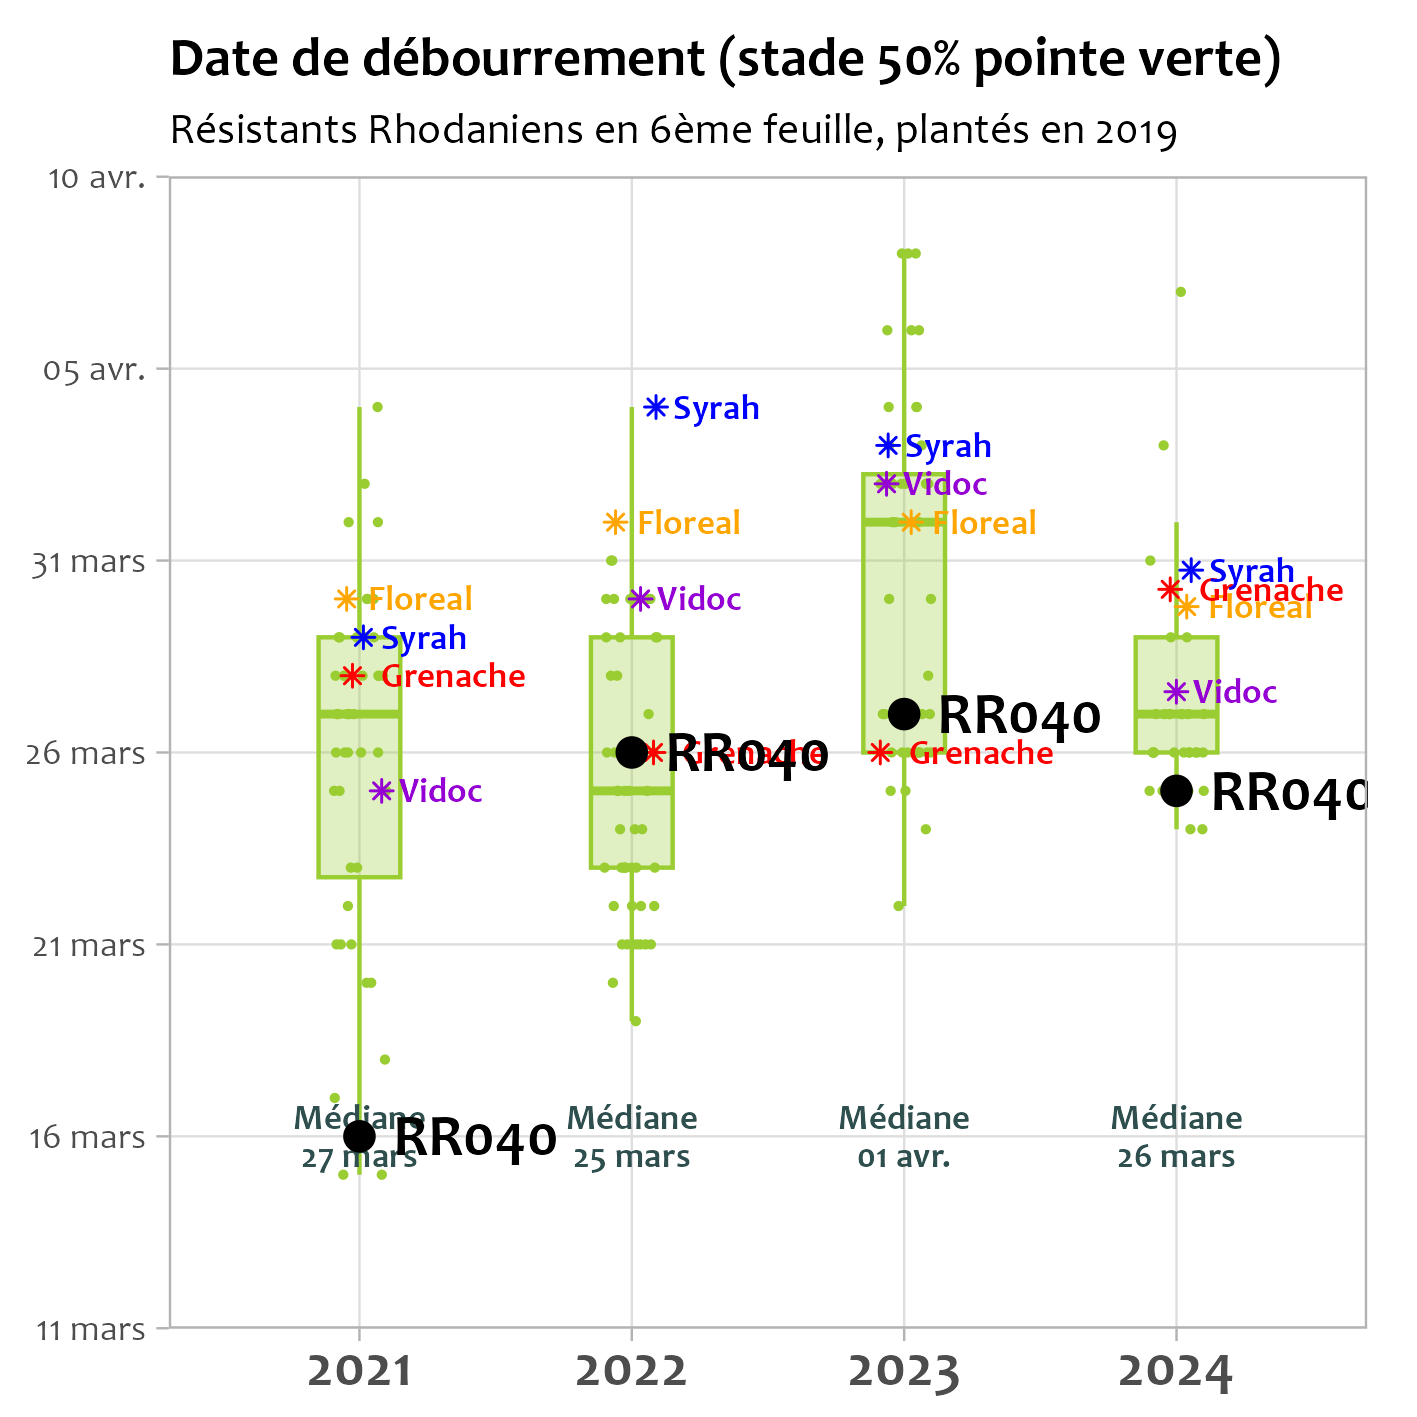 Date de débourrement (stade 50% pointe verte)
Résistants Rhodaniens en 6ème feuille, plantés en 2019
10 avr.
05 avr.
31 mars
26 mars
21 mars
16 mars
11 mars
Floreal
Syrah
Grenache
Vidoc
Médiane
27 mars
RR040
Syrah
Floreal
Vidoc
Grenache
RR040
Médiane
25 mars
Syrah
Vidoc
Floreal
RR040
Grenache
Médiane
01 avr.
Syrah
Grenache
Floreal
Vidoc
RR040
Médiane
26 mars
2021
2022
2023
2024